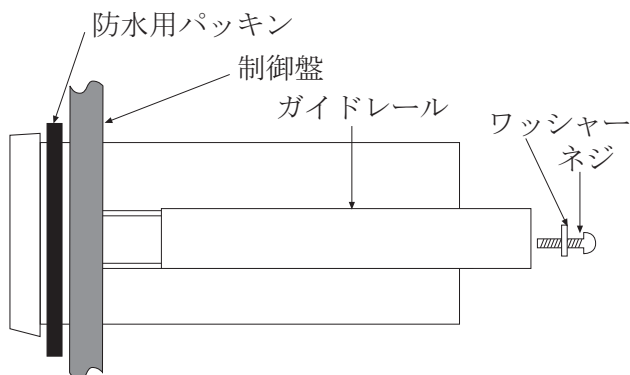 防水用パッキン
制御盤
ガイドレール
ワッシャー
ネジ